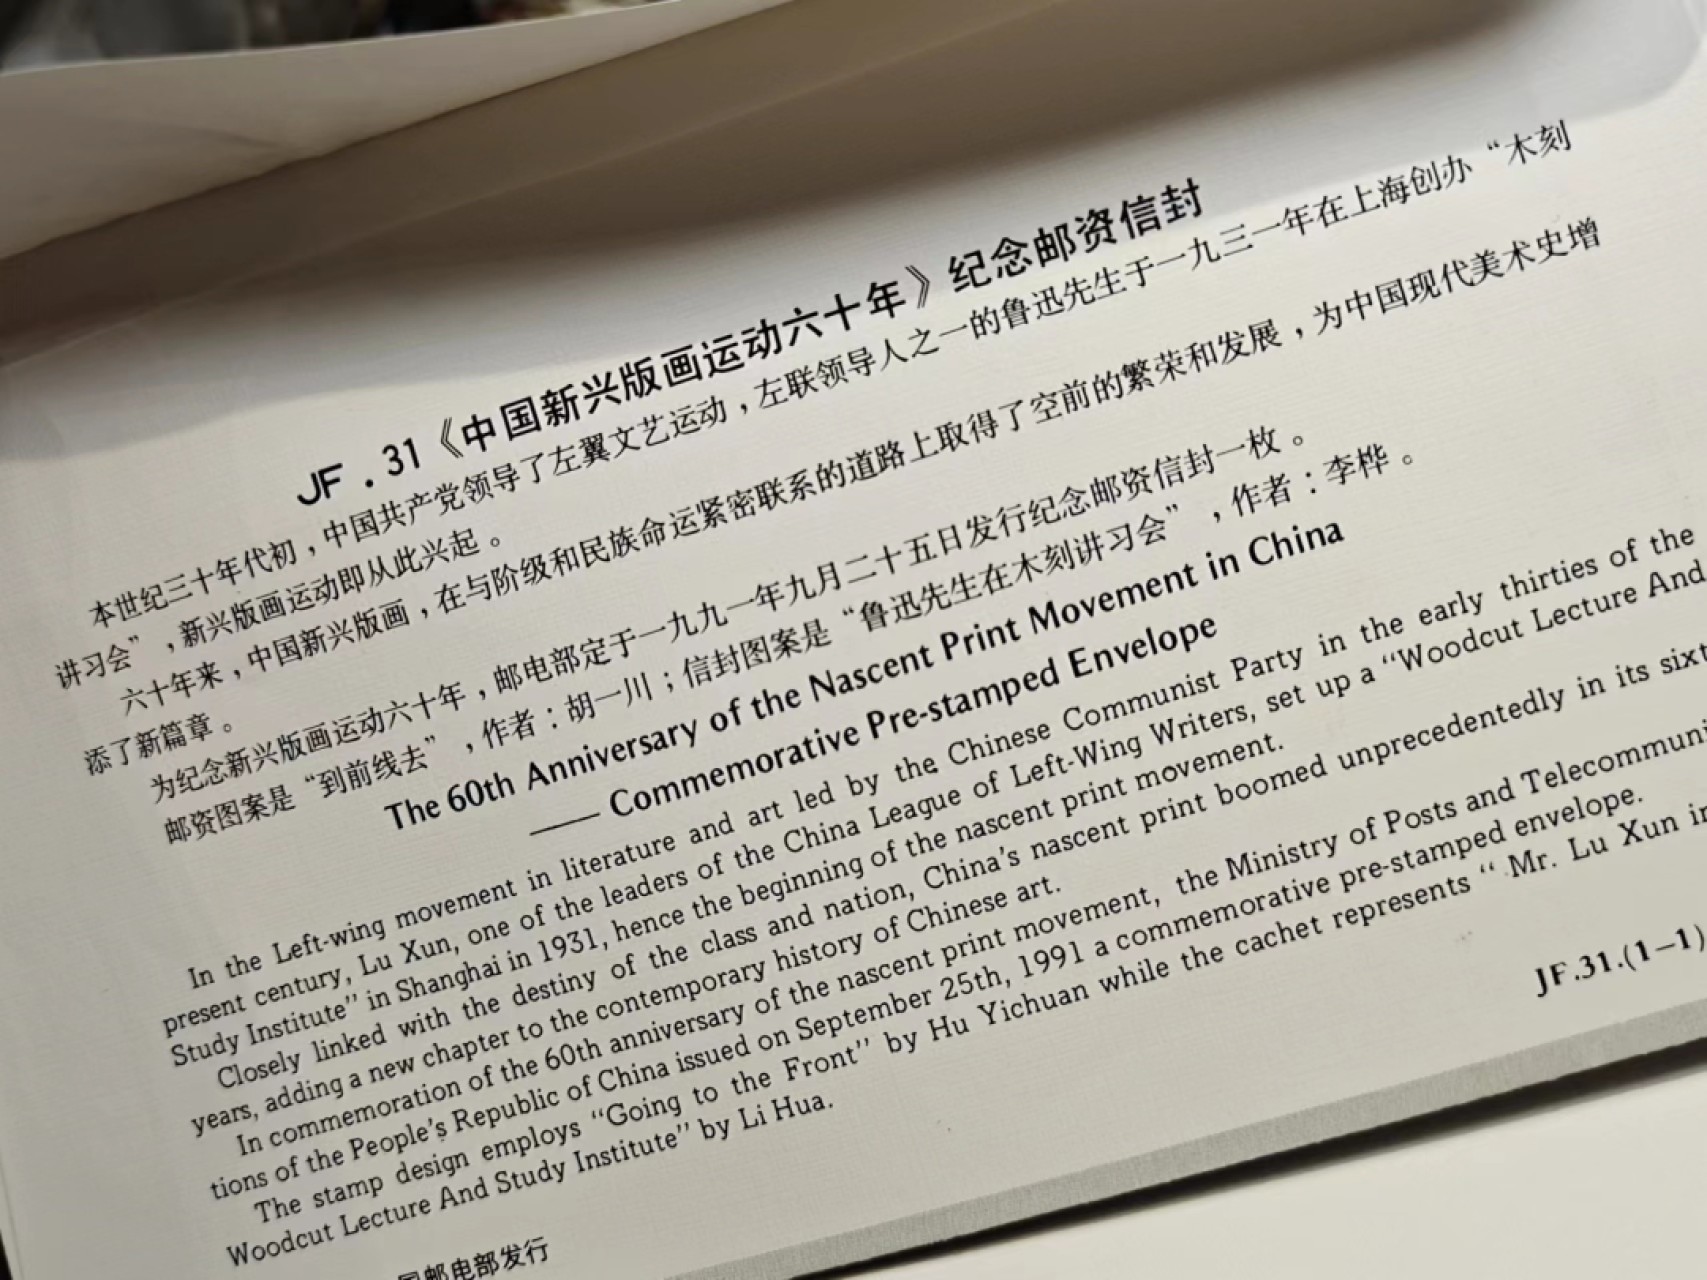 JF.31《中国新兴版画运动六十年》纪念邮资信封
本世纪三十年代初，中国共产党领导了左翼文艺运动，左联领导人之一的鲁迅先生于一九三一年在上海创办“木刻
讲习会”，新兴版画运动即从此兴起。
六十年来，中国新兴版画，在与阶级和民族命运紧密联系的道路上取得了空前的繁荣和发展，为中国现代美术史增
添了新篇章。
为纪念新兴版画运动六十年，邮电部定于一九九一年九月二十五日发行纪念邮资信封一枚。
邮资图案是“到前线去”，作者：胡一川；信封图案是“鲁迅先生在木刻讲习会”，作者：李桦。
The 60th Anniversary of the Nascent Print Movement in China
—— Commemorative Pre-stamped Envelope
In the Left-wing movement in literature and art led by the Chinese Communist Party in the early thirties of the
present century, Lu Xun, one of the leaders of the China League of Left-Wing Writers, set up a “Woodcut Lecture And
Study Institute” in Shanghai in 1931, hence the beginning of the nascent print movement.
Closely linked with the destiny of the class and nation, China's nascent print boomed unprecedentedly in its sixt
years, adding a new chapter to the contemporary history of Chinese art.
In commemoration of the 60th anniversary of the nascent print movement, the Ministry of Posts and Telecommuni
tions of the People's Republic of China issued on September 25th, 1991 a commemorative pre-stamped envelope.
The stamp design employs “Going to the Front” by Hu Yichuan while the cachet represents “ Mr. Lu Xun in
Woodcut Lecture And Study Institute” by Li Hua.
JF.31.(1–1)
国邮电部发行